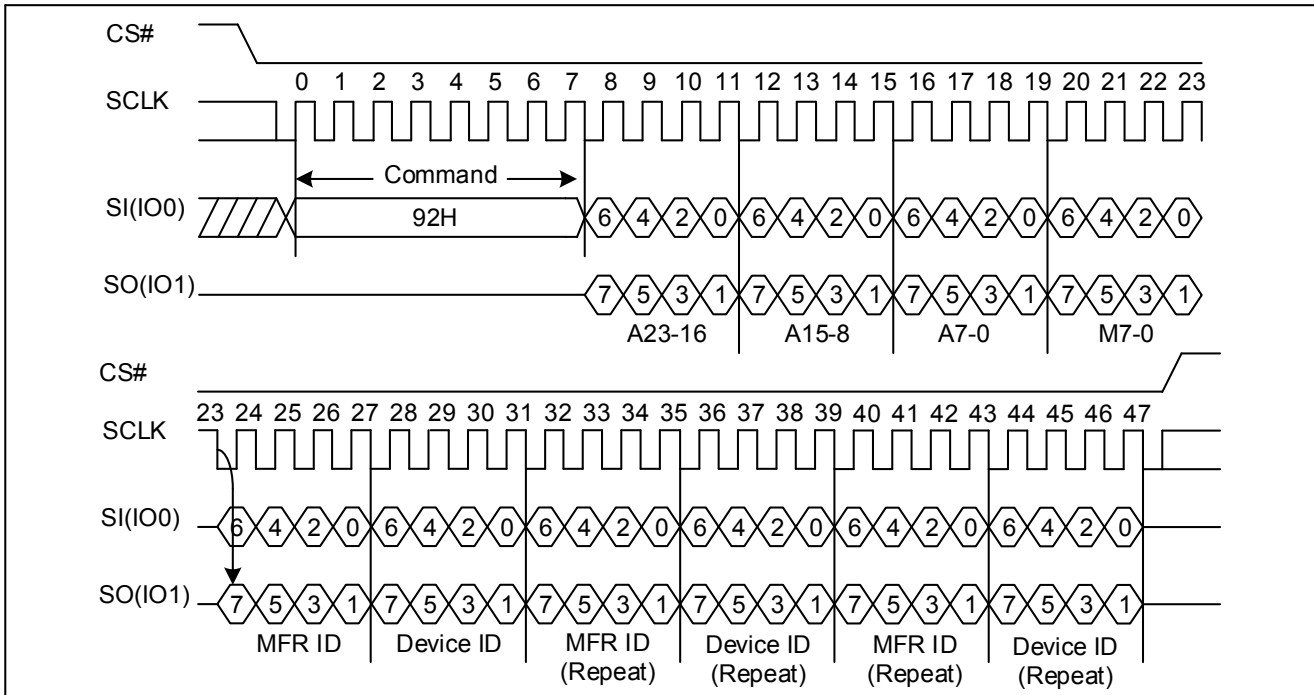 CS#
0 1 2 3 4 5 6 7 8 9 10 11 12 13 14 15 16 17 18 19 20 21 22 23
SCLK
Command
SI(IO0)
92H 6 4 2 0 6 4 2 0 6 4 2 0 6 4 2 0
SO(IO1)
7 5 3 1 7 5 3 1 7 5 3 1 7 5 3 1
A23-16 A15-8 A7-0 M7-0
CS#
23 24 25 26 27 28 29 30 31 32 33 34 35 36 37 38 39 40 41 42 43 44 45 46 47
SCLK
SI(IO0)
6 4 2 0 6 4 2 0 6 4 2 0 6 4 2 0 6 4 2 0 6 4 2 0
SO(IO1)
7 5 3 1 7 5 3 1 7 5 3 1 7 5 3 1 7 5 3 1 7 5 3 1
MFR ID Device ID MFR ID Device ID MFR ID Device ID
(Repeat) (Repeat) (Repeat) (Repeat)